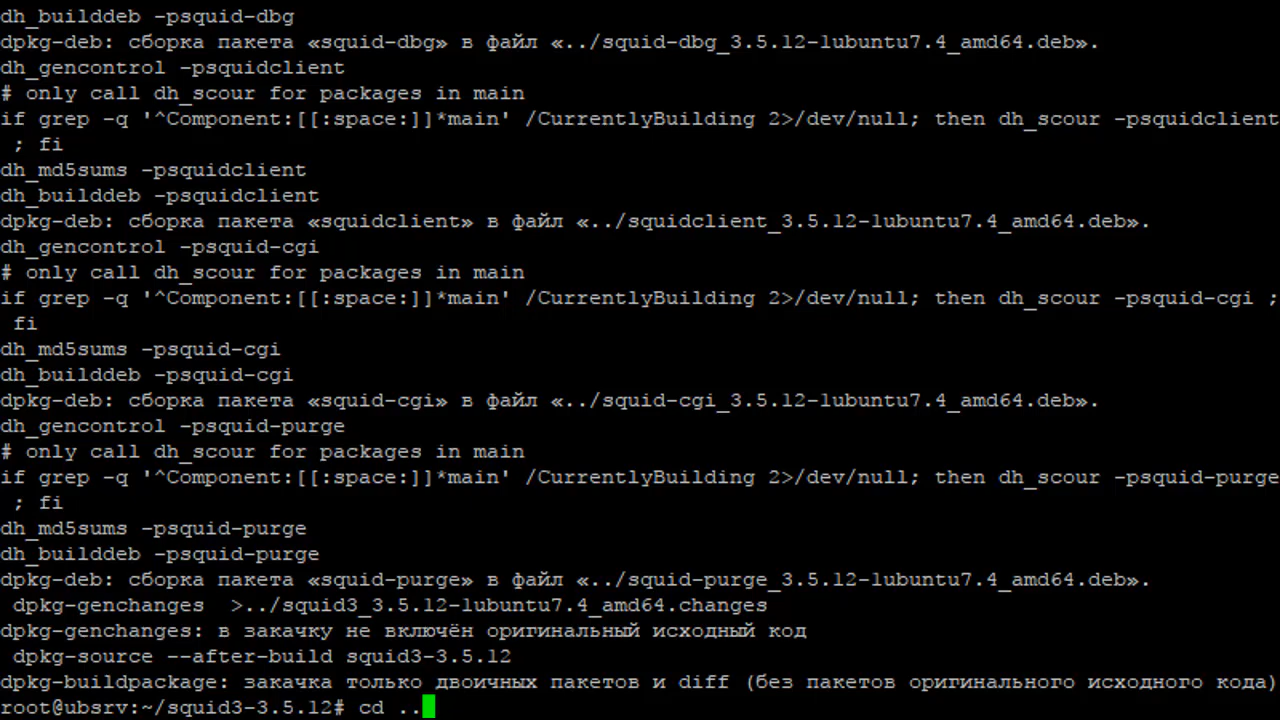 dh_builddeb -psquid-dbg
dpkg-deb: сборка пакета «squid-dbg» в файл «../squid-dbg_3.5.12-1ubuntu7.4_amd64.deb».
dh_gencontrol -psquidclient
# only call dh_scour for packages in main
if grep -q '^Component:[[:space:]]*main' /CurrentlyBuilding 2>/dev/null; then dh_scour -psquidclient
; fi
dh_md5sums -psquidclient
dh_builddeb -psquidclient
dpkg-deb: сборка пакета «squidclient» в файл «../squidclient_3.5.12-1ubuntu7.4_amd64.deb».
dh_gencontrol -psquid-cgi
# only call dh_scour for packages in main
if grep -q '^Component:[[:space:]]*main' /CurrentlyBuilding 2>/dev/null; then dh_scour -psquid-cgi ;
fi
dh_md5sums -psquid-cgi
dh_builddeb -psquid-cgi
dpkg-deb: сборка пакета «squid-cgi» в файл «../squid-cgi_3.5.12-1ubuntu7.4_amd64.deb».
dh_gencontrol -psquid-purge
# only call dh_scour for packages in main
if grep -q '^Component:[[:space:]]*main' /CurrentlyBuilding 2>/dev/null; then dh_scour -psquid-purge
; fi
dh_md5sums -psquid-purge
dh_builddeb -psquid-purge
dpkg-deb: сборка пакета «squid-purge» в файл «../squid-purge_3.5.12-1ubuntu7.4_amd64.deb».
dpkg-genchanges  >../squid3_3.5.12-1ubuntu7.4_amd64.changes
dpkg-genchanges: в закачку не включён оригинальный исходный код
dpkg-source --after-build squid3-3.5.12
dpkg-buildpackage: закачка только двоичных пакетов и diff (без пакетов оригинального исходного кода)
root@ubsrv:~/squid3-3.5.12# cd ..